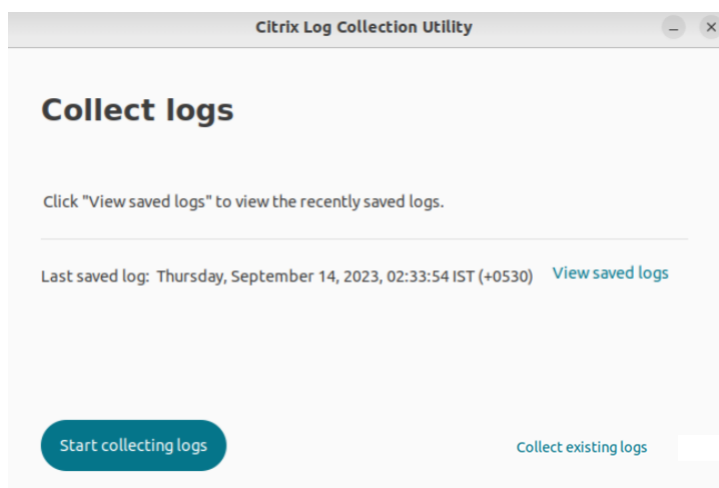 Citrix Log Collection Utility
Collect logs
Click "View saved logs" to view the recently saved logs.
Last saved log: Thursday, September 14, 2023, 02:33:54 IST (+0530) View saved logs
Start collecting logs Collect existing logs